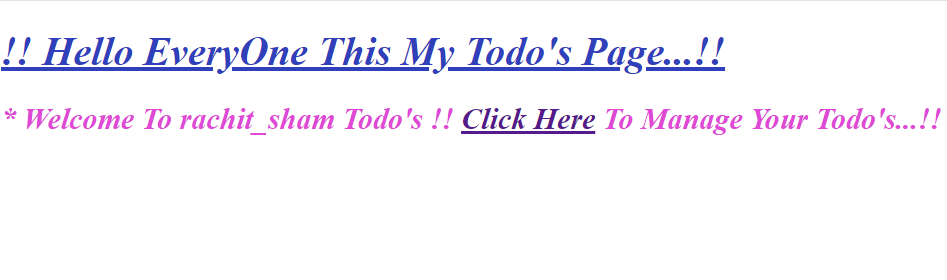 !! Hello EveryOne This My Todo's Page...!!
* Welcome To rachit_sham Todo's !! Click Here To Manage Your Todo's...!!